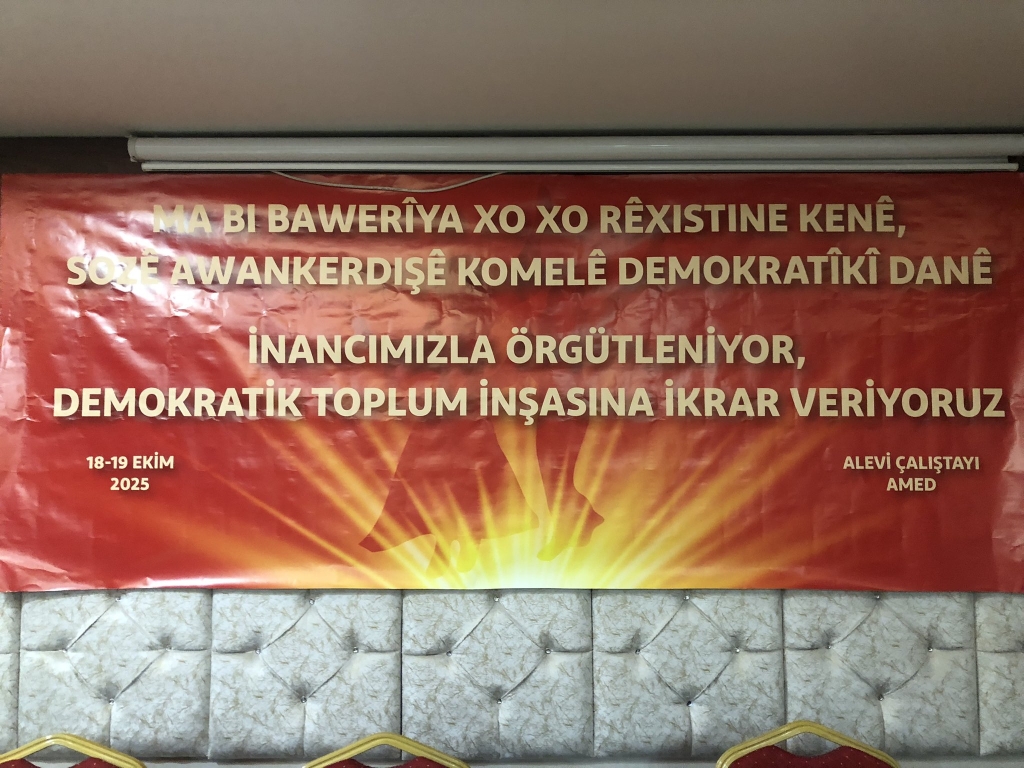 MA BI BAWERÎYA XO XO RÊXISTINE KENÊ,
SOZÊ AWANKERDIŞÊ KOMELÊ DEMOKRATÎKÎ DANÊ
İNANCIMIZLA ÖRGÜTLENİYOR,
DEMOKRATİK TOPLUM İNŞASINA İKRAR VERİYORUZ
18-19 EKİM
2025
ALEVİ ÇALIŞTAYI
AMED